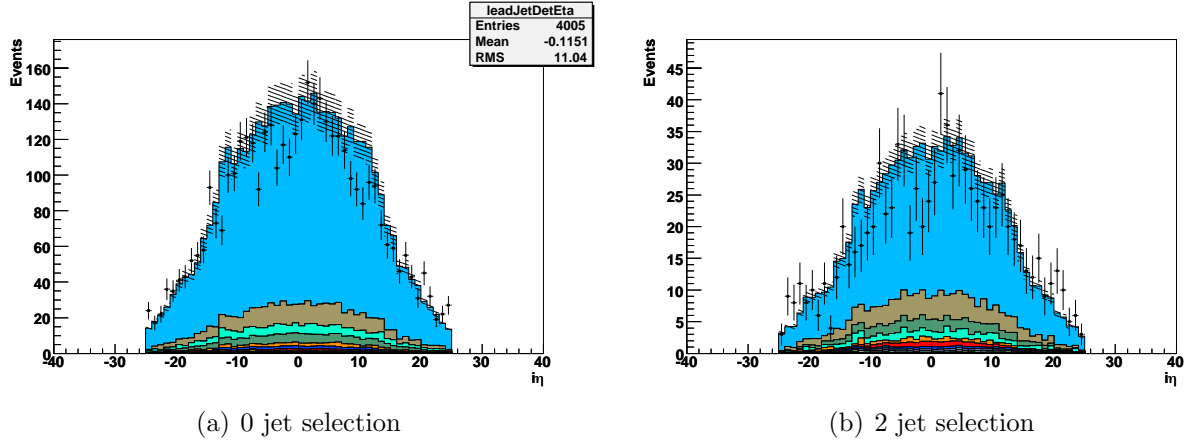 leadJetDetEta
Entries 4005
Mean -0.1151
RMS 11.04
Events
160
140
120
100
80
60
40
20
0
-40 -30 -20 -10 0 10 20 30 40
iη
(a) 0 jet selection
Events
45
40
35
30
25
20
15
10
5
0
-40 -30 -20 -10 0 10 20 30 40
iη
(b) 2 jet selection